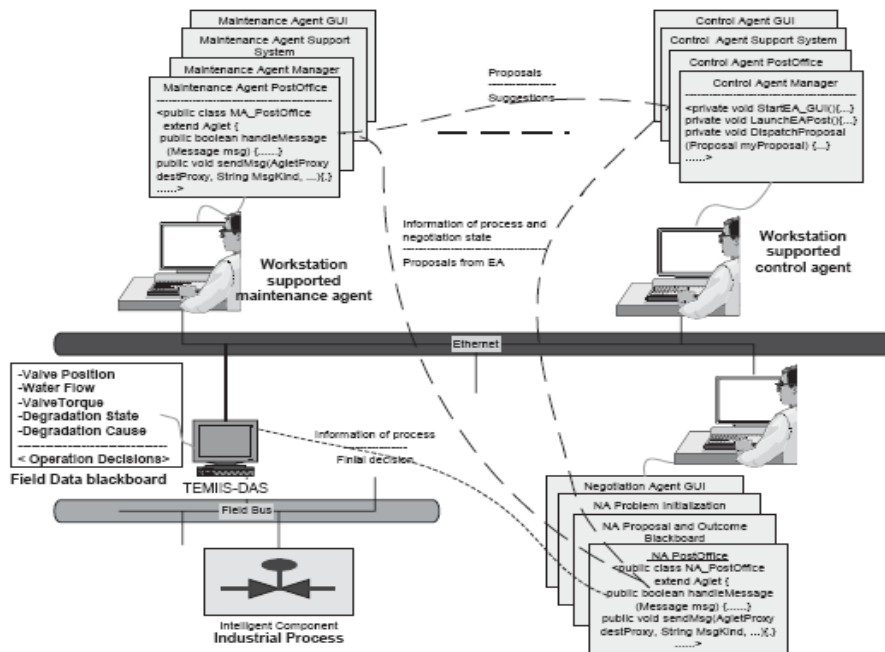 Maintenance Agent GUI
Maintenance Agent Support
System
Maintenance Agent Manager
Maintenance Agent PostOffice
<public class MA_PostOffice
extend Aglet {
public boolean handleMessage
(Message msg) {......}
public void sendMsg(AgletProxy
destProxy, String MsgKind, ...){.}
......>
Proposals
Suggestions
Control Agent GUI
Control Agent Support System
Control Agent PostOffice
Control Agent Manager
<private void StartEA_GUI(){...}
private void LaunchEAPost(){...}
private void DispatchProposal
(Proposal myProposal) {...}
......>
Information of process and
negotiation state
Proposals from EA
Workstation
supported
maintenance agent
Workstation
supported
control agent
Ethernet
-Valve Position
-Water Flow
-ValveTorque
-Degradation State
-Degradation Cause
< Operation Decisions>
Field Data blackboard
TEMIIS-DAS
Information of process
Finial decision
Field Bus
Intelligent Component
Industrial Process
Negotiation Agent GUI
NA Problem Initialization
NA Proposal and Outcome
Blackboard
NA PostOffice
<public class NA_PostOffice
extend Aglet {
public boolean handleMessage
(Message msg) {......}
public void sendMsg(AgletProxy
destProxy, String MsgKind, ...){.}
......>